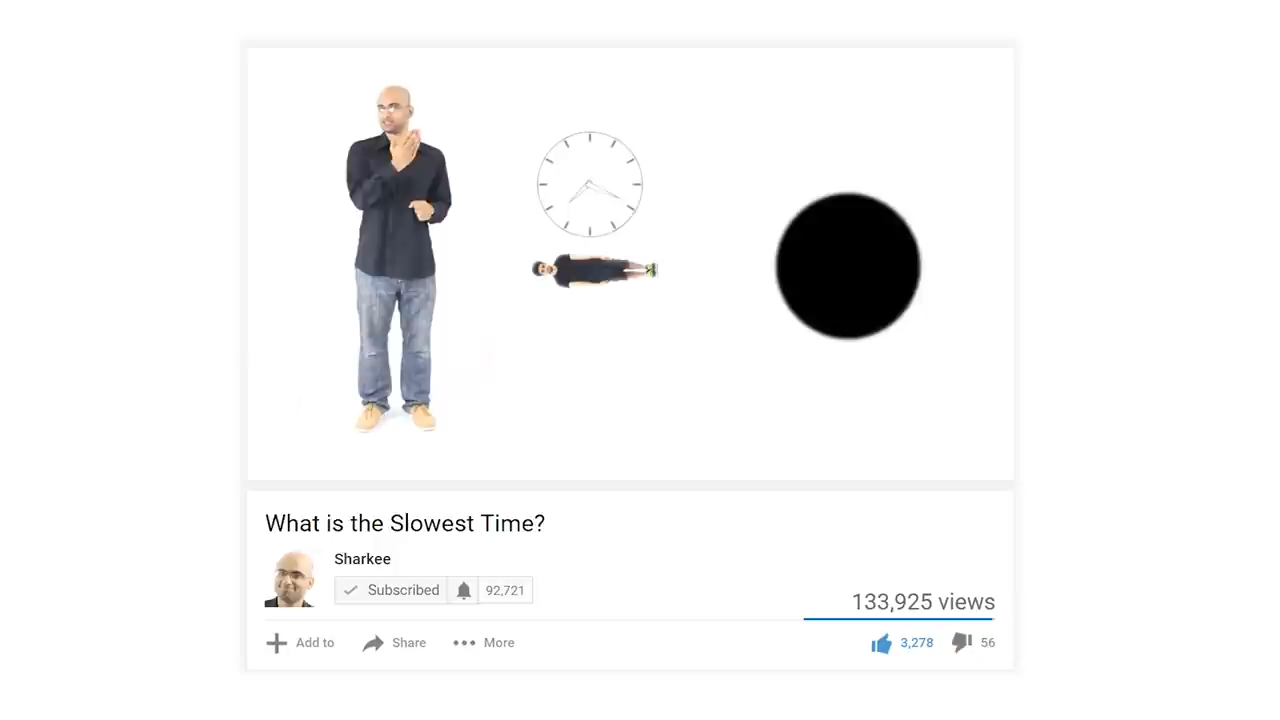 What is the Slowest Time?
Sharkee
Subscribed 92,721
133,925 views
Add to Share More 3,278 56